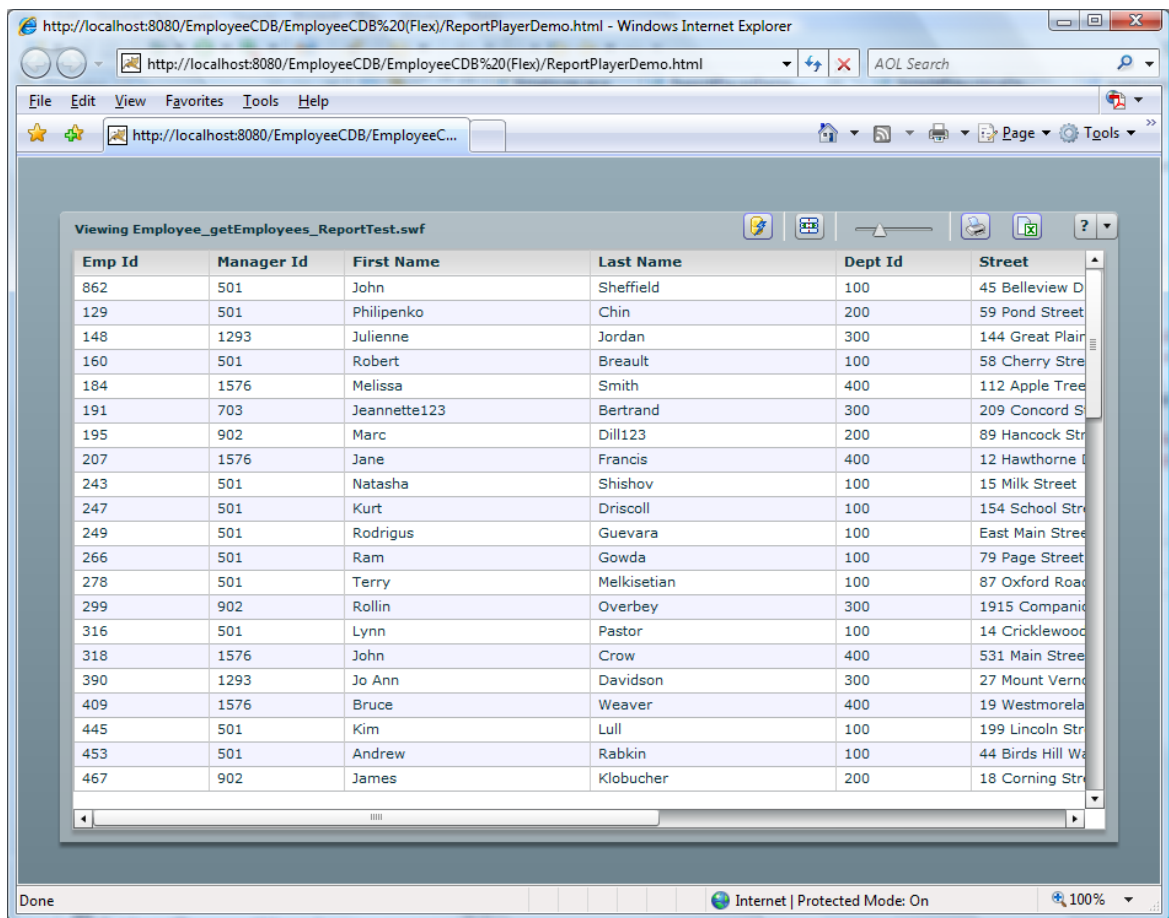 http://localhost:8080/EmployeeCDB/EmployeeCDB%20(Flex)/ReportPlayerDemo.html - Windows Internet Explorer
http://localhost:8080/EmployeeCDB/EmployeeCDB%20(Flex)/ReportPlayerDemo.html AOL Search
File Edit View Favorites Tools Help
http://localhost:8080/EmployeeCDB/EmployeeC... Page Tools
Viewing Employee_getEmployees_ReportTest.swf ?
Emp Id Manager Id First Name Last Name Dept Id Street
862 501 John Sheffield 100 45 Belleview D
129 501 Philipenko Chin 200 59 Pond Street
148 1293 Julienne Jordan 300 144 Great Plain
160 501 Robert Breault 100 58 Cherry Stre
184 1576 Melissa Smith 400 112 Apple Tree
191 703 Jeannette123 Bertrand 300 209 Concord S
195 902 Marc Dill123 200 89 Hancock Str
207 1576 Jane Francis 400 12 Hawthorne
243 501 Natasha Shishov 100 15 Milk Street
247 501 Kurt Driscoll 100 154 School Stre
249 501 Rodrigus Guevara 100 East Main Stree
266 501 Ram Gowda 100 79 Page Street
278 501 Terry Melkisetian 100 87 Oxford Road
299 902 Rollin Overbey 300 1915 Companio
316 501 Lynn Pastor 100 14 Cricklewood
318 1576 John Crow 400 531 Main Stree
390 1293 Jo Ann Davidson 300 27 Mount Verno
409 1576 Bruce Weaver 400 19 Westmorela
445 501 Kim Lull 100 199 Lincoln Str
453 501 Andrew Rabkin 100 44 Birds Hill Wa
467 902 James Klobucher 200 18 Corning Stre
Done Internet | Protected Mode: On 100%